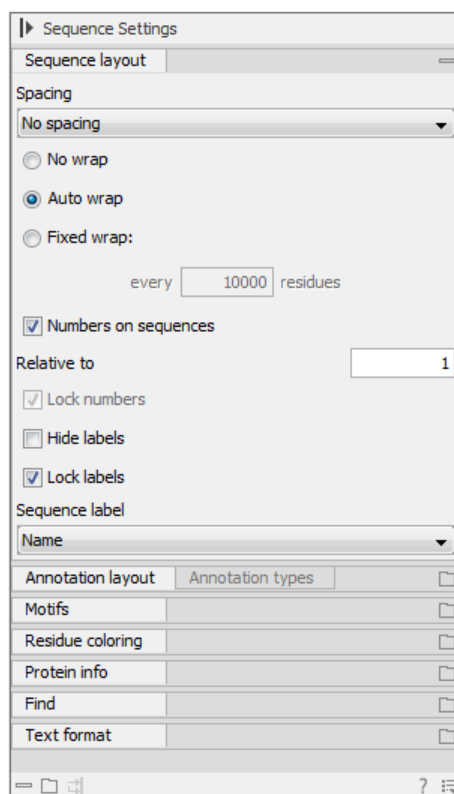 Sequence Settings
Sequence layout
Spacing
No spacing
No wrap
Auto wrap
Fixed wrap:
every 10000 residues
Numbers on sequences
Relative to 1
Lock numbers
Hide labels
Lock labels
Sequence label
Name
Annotation layout Annotation types
Motifs
Residue coloring
Protein info
Find
Text format
?